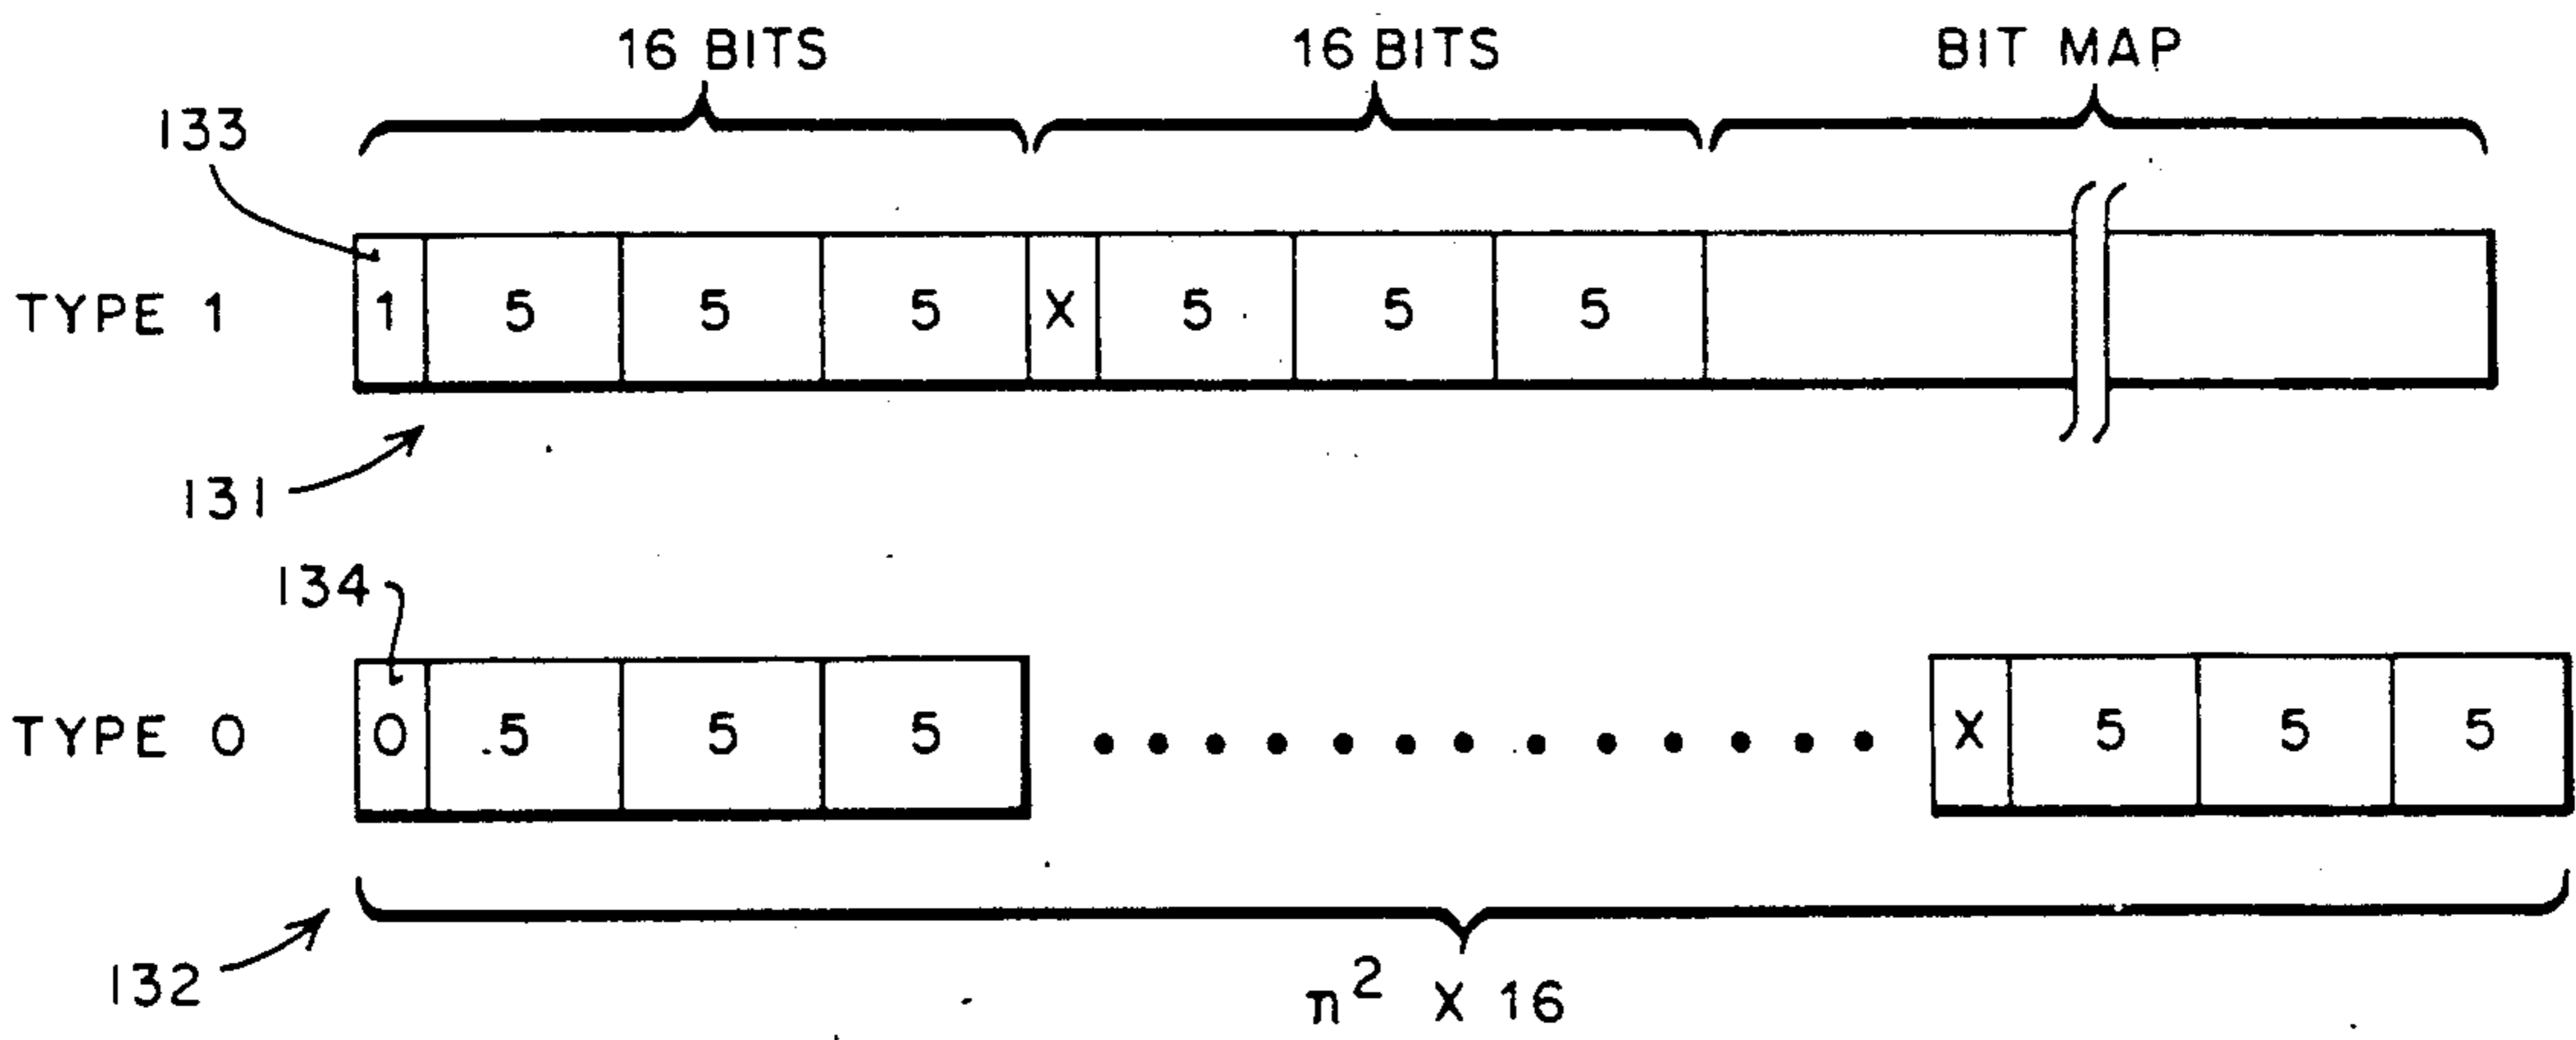 16 BITS 16 BITS BIT MAP
133
TYPE 1 1 5 5 5 X 5 5 5
131
134
TYPE 0 0 5 5 5 X 5 5 5
132
n² X 16